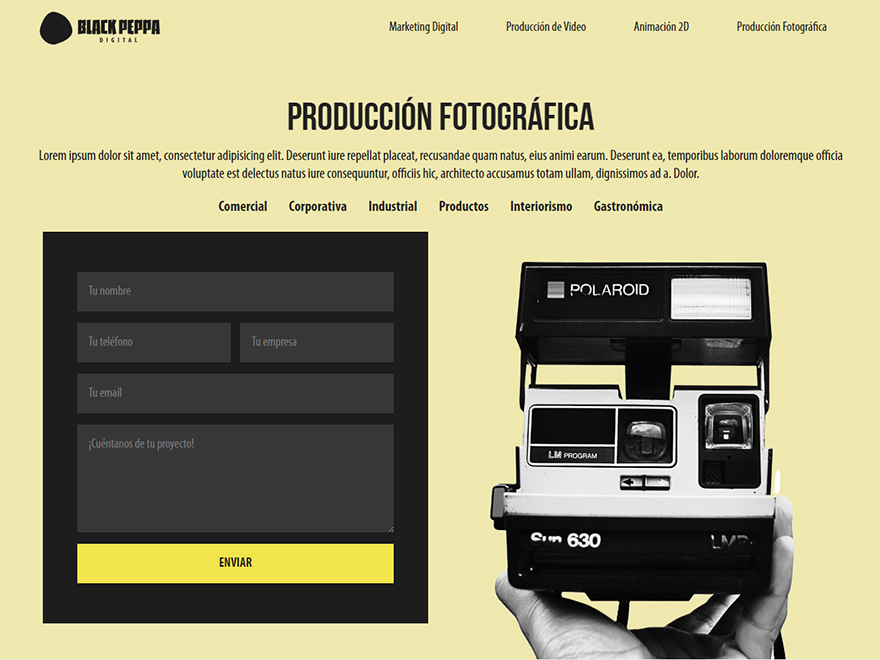 BLACK PEPPA
DIGITAL
Marketing Digital
Producción de Video
Animación 2D
Producción Fotográfica
PRODUCCIÓN FOTOGRÁFICA
Lorem ipsum dolor sit amet, consectetur adipisicing elit. Deserunt iure repellat placeat, recusandae quam natus, eius animi earum. Deserunt ea, temporibus laborum doloremque officia
voluptate est delectus natus iure consequuntur, officiis hic, architecto accusamus totam ullam, dignissimos ad a. Dolor.
Comercial
Corporativa
Industrial
Productos
Interiorismo
Gastronómica
Tu nombre
Tu teléfono
Tu empresa
Tu email
¡Cuéntanos de tu proyecto!
ENVIAR
POLAROID
LM PROGRAM
Sun 630